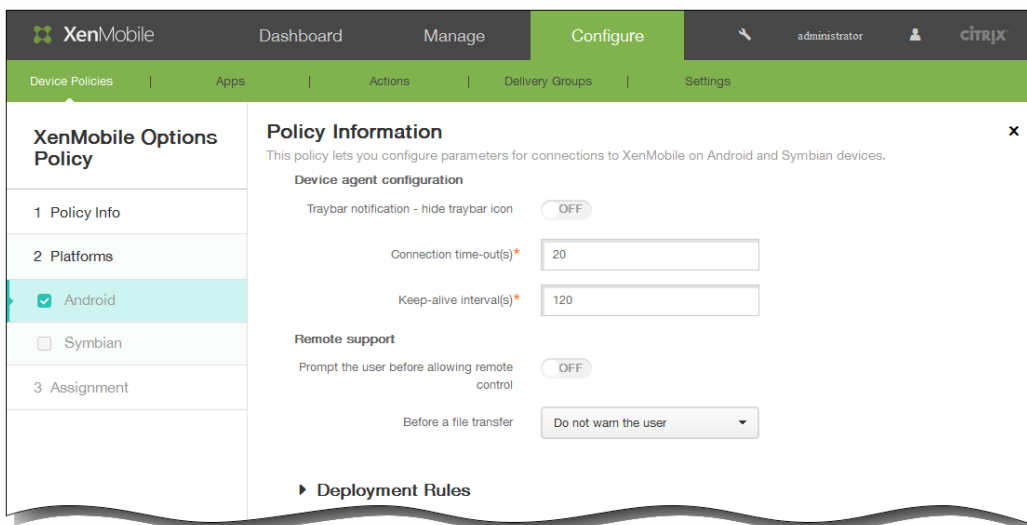 XenMobile Dashboard Manage Configure administrator CİTRIX
Device Policies | Apps | Actions | Delivery Groups | Settings
XenMobile Options
Policy
1 Policy Info
2 Platforms
Android
Symbian
3 Assignment
Policy Information
This policy lets you configure parameters for connections to XenMobile on Android and Symbian devices.
Device agent configuration
Traybar notification - hide traybar icon OFF
Connection time-out(s)* 20
Keep-alive interval(s)* 120
Remote support
Prompt the user before allowing remote
control OFF
Before a file transfer Do not warn the user
Deployment Rules